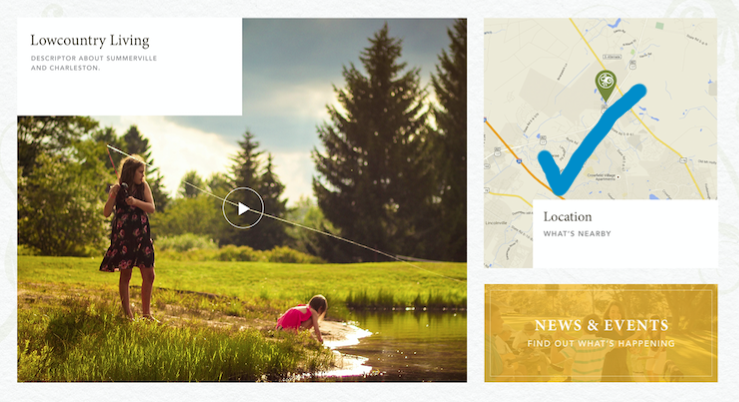 Lowcountry Living
DESCRIPTOR ABOUT SUMMERVILLE
AND CHARLESTON.
Location
WHAT'S NEARBY
NEWS & EVENTS
FIND OUT WHAT'S HAPPENING